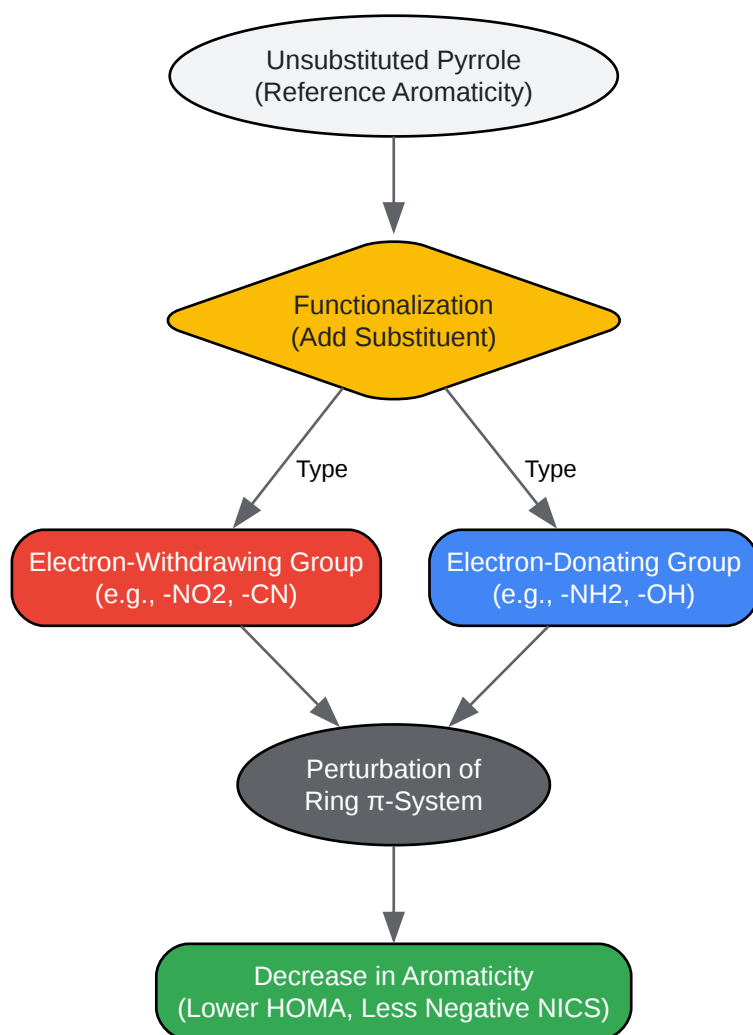 Unsubstituted Pyrrole
(Reference Aromaticity)
Functionalization
(Add Substituent)
Type
Type
Electron-Withdrawing Group
(e.g., -NO2, -CN)
Electron-Donating Group
(e.g., -NH2, -OH)
Perturbation of
Ring π-System
Decrease in Aromaticity
(Lower HOMA, Less Negative NICS)